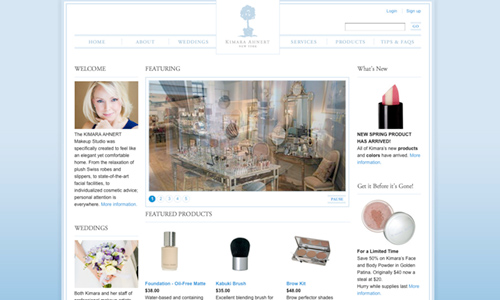 Login
Sign up
KIMARA AHNERT
HOME
ABOUT
WEDDINGS
SERVICES
PRODUCTS
TIPS & FAQS
WELCOME
The KIMARA AHNERT
Makeup Studio was
specifically created to feel like
an elegant yet comfortable
home. From the relaxation of
plush Swiss robes and
slippers, to state-of-the-art
facial facilities, to
individualized cosmetic advice;
personal attention is
everywhere. More information.
WEDDINGS
Beth Kimara and her staff of
FEATURING
1 2 3 4 5
PAUSE
FEATURED PRODUCTS
Foundation - Oil-Free Matte
$38.00
Water-based and containing
Kabuki Brush
$35.00
Excellent blending brush for
Brow Kit
$48.00
Brow perfector shades
What's New
NEW SPRING PRODUCT
HAS ARRIVED!
All of Kimara's new products
and colors have arrived. More
information.
Get it Before it's Gone!
For a Limited Time
Save 50% on Kimara's Face
and Body Powder in Golden
Patina. Originally $40 now a
steal at $20.
Hurry while supplies last